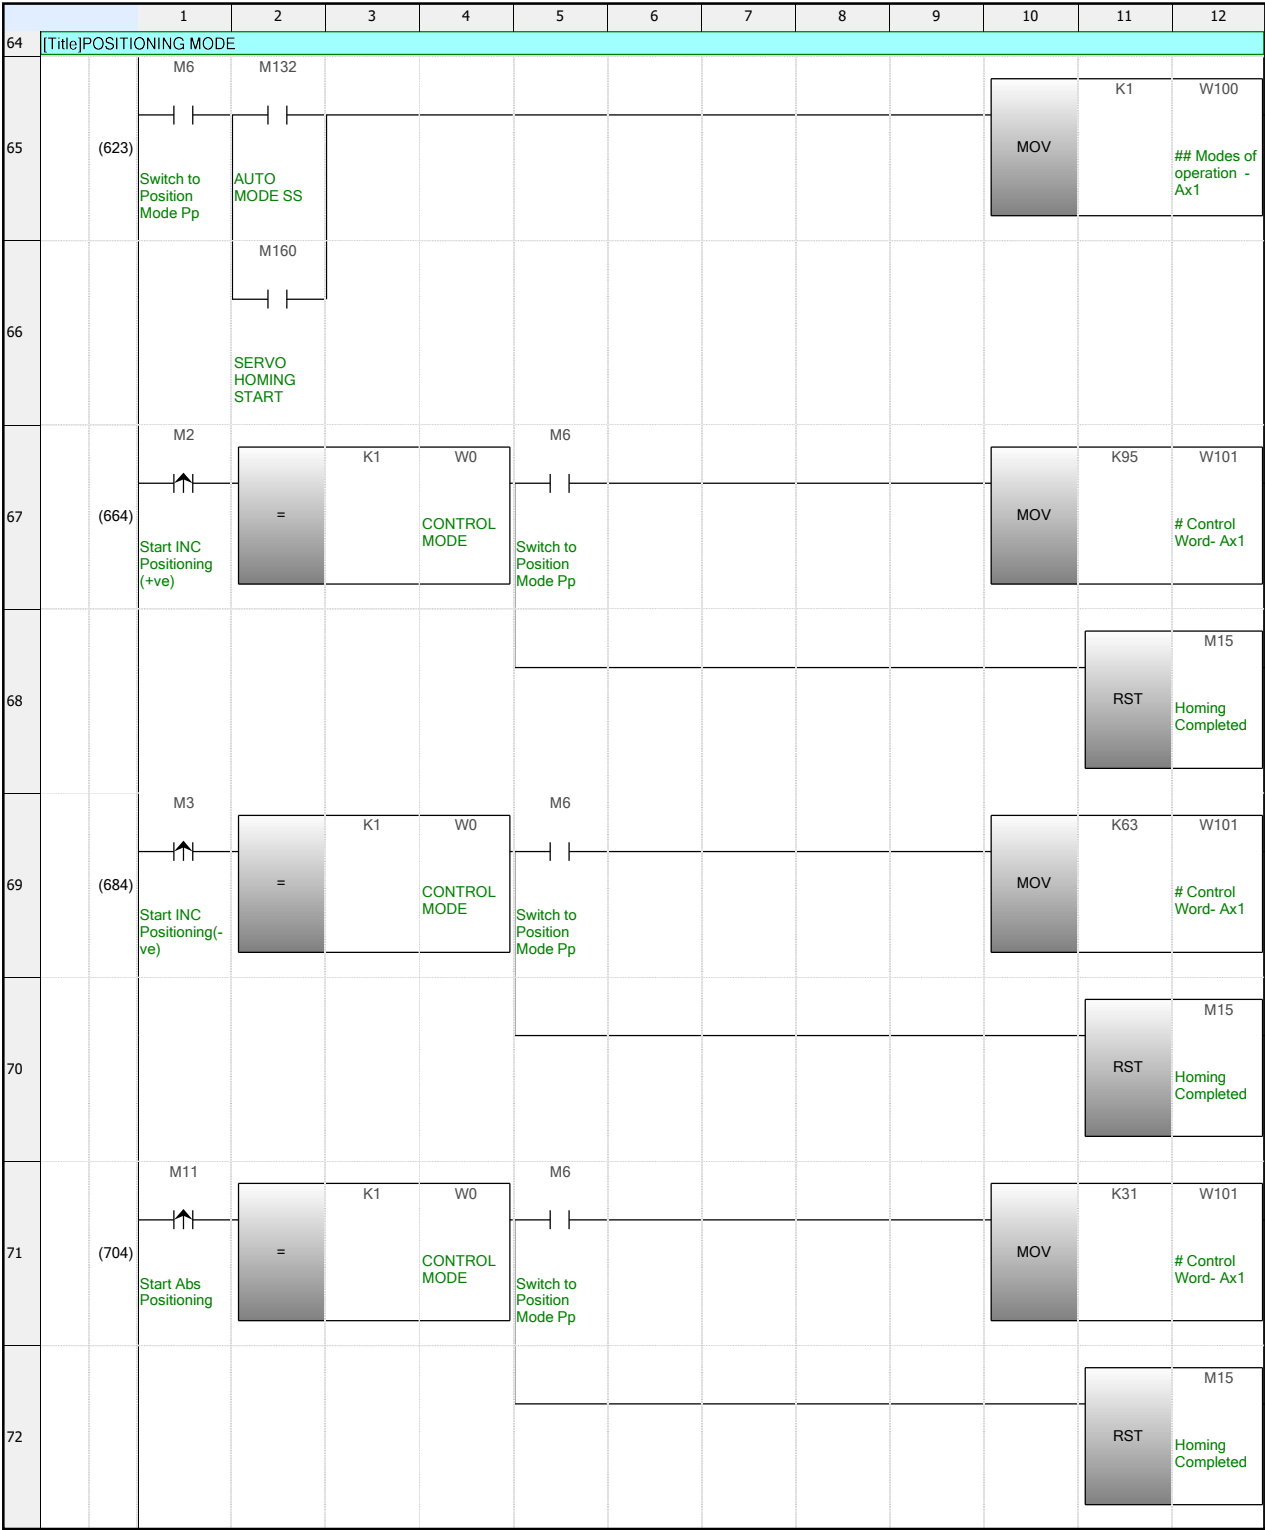 1 2 3 4 5 6 7 8 9 10 11 12
64 [Title]POSITIONING MODE
M6 M132
K1 W100
65 (623) MOV
Switch to
Position
Mode Pp
AUTO
MODE SS
## Modes of
operation -
Ax1
M160
66
SERVO
HOMING
START
M2 M6
K1 W0 K95 W101
67 (664) = MOV
Start INC
Positioning
(+ve)
CONTROL
MODE
Switch to
Position
Mode Pp
# Control
Word- Ax1
M15
68 RST
Homing
Completed
M3 M6
K1 W0 K63 W101
69 (684) = MOV
Start INC
Positioning(-
ve)
CONTROL
MODE
Switch to
Position
Mode Pp
# Control
Word- Ax1
M15
70 RST
Homing
Completed
M11 M6
K1 W0 K31 W101
71 (704) = MOV
Start Abs
Positioning
CONTROL
MODE
Switch to
Position
Mode Pp
# Control
Word- Ax1
M15
72 RST
Homing
Completed